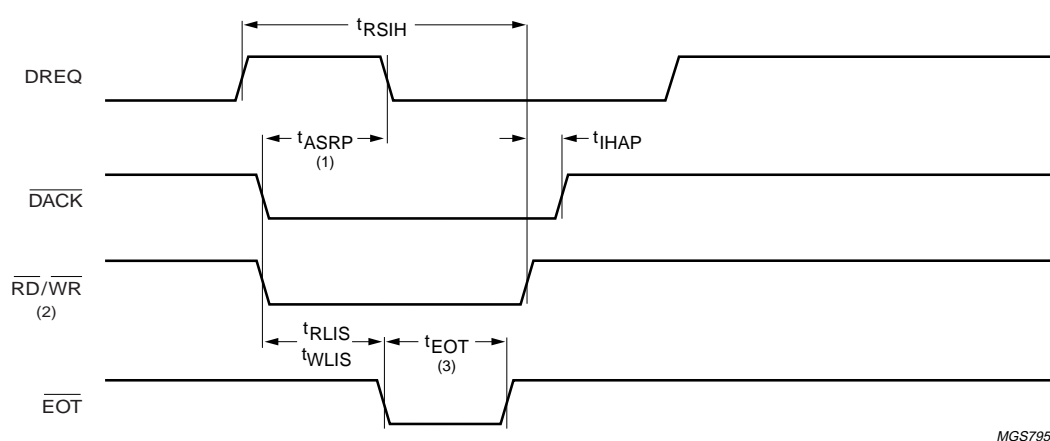 tRSIH
DREQ
tASRP
(1)
tIHAP
DACK
RD/WR
(2)
tRLIS
tWLIS
tEOT
(3)
EOT
MGS795